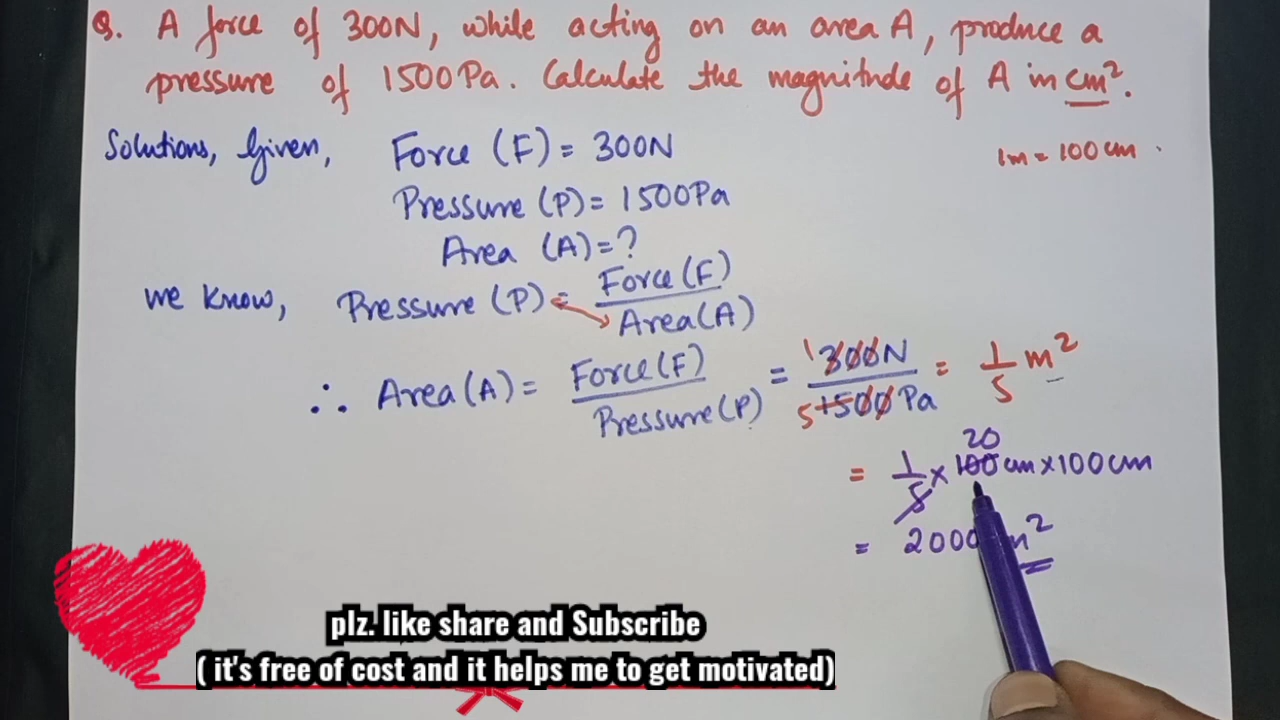 Q. A force of 300N, while acting on an area A, produce a
pressure of 1500Pa. Calculate the magnitude of A in cm².
Solutions, Given, Force (F) = 300N
1m = 100cm
Pressure (P) = 1500Pa
Area (A) = ?
we know, Pressure (P) = Force(F) / Area(A)
∴ Area(A) = Force(F) / Pressure(P) = 1 300N / 5 1500Pa = 1/5 m²
20
= 1/5 × 100cm × 100cm
= 2000
plz. like share and Subscribe
( it's free of cost and it helps me to get motivated)